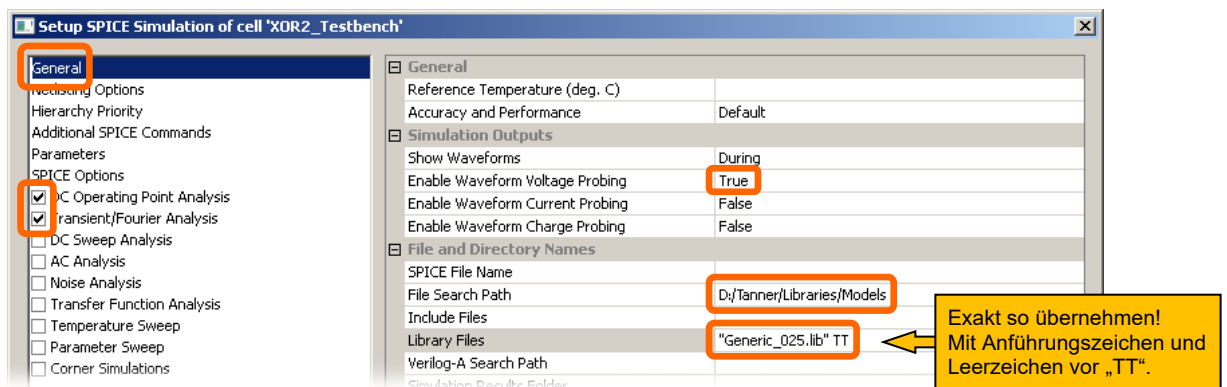 Setup SPICE Simulation of cell 'XOR2_Testbench'
General
Netlisting Options
Hierarchy Priority
Additional SPICE Commands
Parameters
SPICE Options
DC Operating Point Analysis
Transient/Fourier Analysis
DC Sweep Analysis
AC Analysis
Noise Analysis
Transfer Function Analysis
Temperature Sweep
Parameter Sweep
Corner Simulations
General
Reference Temperature (deg. C)
Accuracy and Performance Default
Simulation Outputs
Show Waveforms During
Enable Waveform Voltage Probing True
Enable Waveform Current Probing False
Enable Waveform Charge Probing False
File and Directory Names
SPICE File Name
File Search Path D:/Tanner/Libraries/Models
Include Files
Library Files "Generic_025.lib" TT
Verilog-A Search Path
Simulation Results Folder
Exakt so übernehmen!
Mit Anführungszeichen und
Leerzeichen vor „TT“.